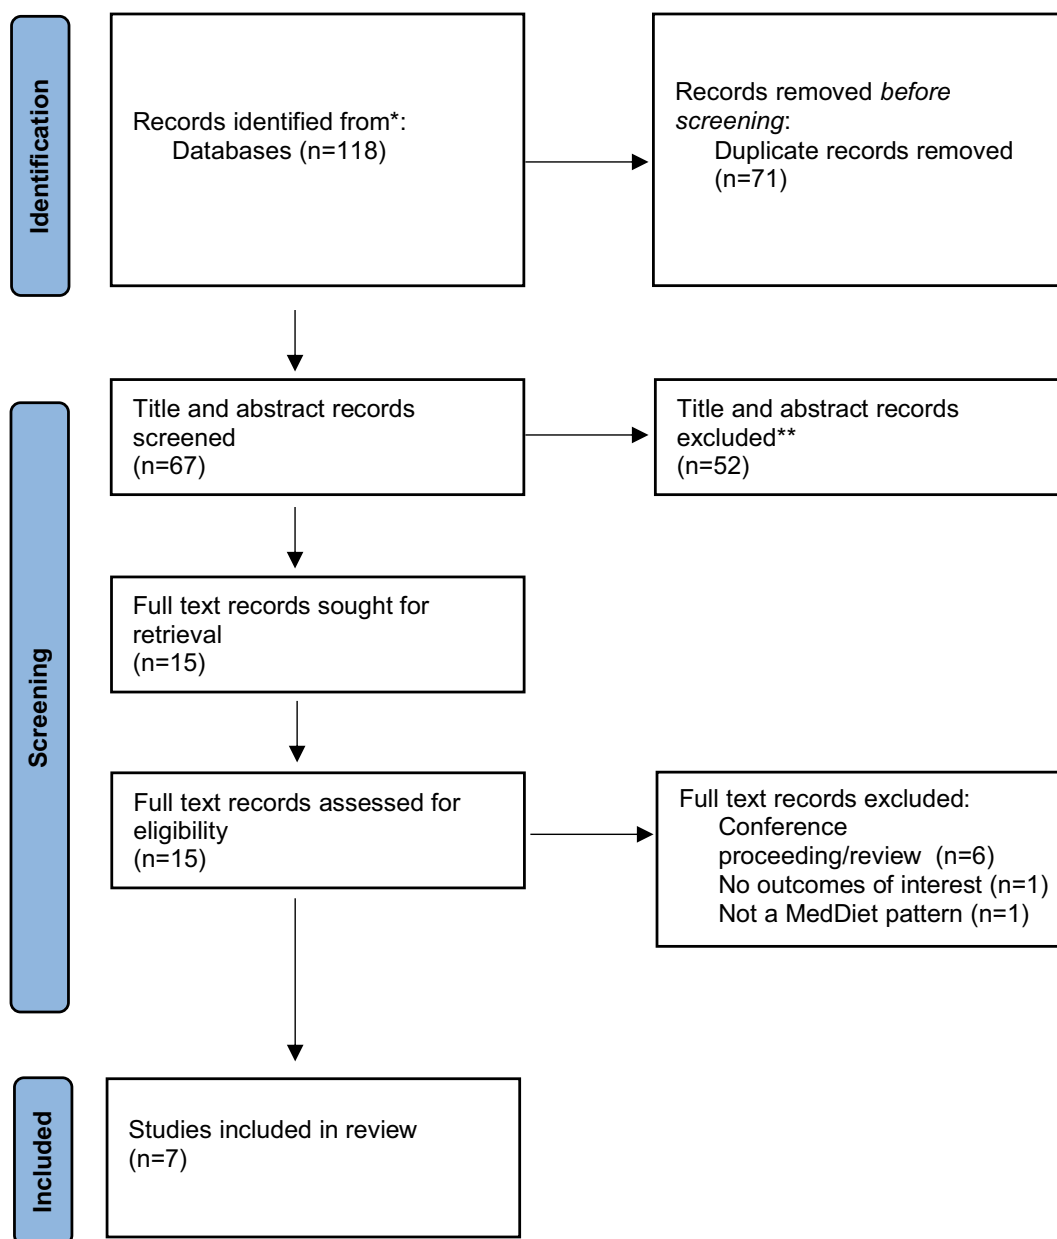 Identification
Records identified from*:
Databases (n=118)
Records removed before
screening:
Duplicate records removed
(n=71)
Screening
Title and abstract records
screened
(n=67)
Title and abstract records
excluded**
(n=52)
Full text records sought for
retrieval
(n=15)
Full text records assessed for
eligibility
(n=15)
Full text records excluded:
Conference
proceeding/review (n=6)
No outcomes of interest (n=1)
Not a MedDiet pattern (n=1)
Included
Studies included in review
(n=7)